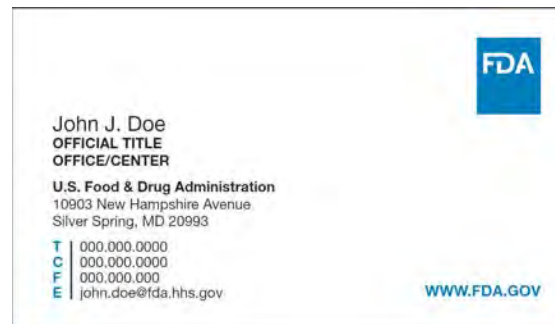 FDA
John J. Doe
OFFICIAL TITLE
OFFICE/CENTER
U.S. Food & Drug Administration
10903 New Hampshire Avenue
Silver Spring, MD 20993
T 000.000.0000
C 000.000.0000
F 000.000.000
E john.doe@fda.hhs.gov
WWW.FDA.GOV